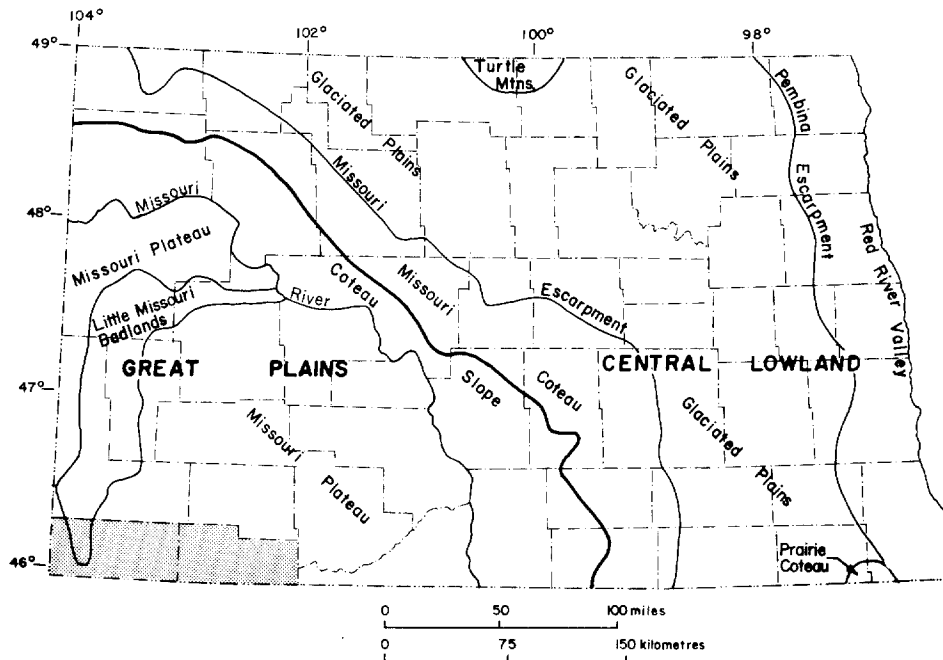 104°
102°
100°
98°
49°
Turtle
Mtns.
Glaciated
Plains
Glaciated
Plains
Pembina
Escarpment
Missouri
Escarpment
48°
Missouri
River
Missouri Plateau
Red River Valley
Coteau
Slope
Missouri
Coteau
Little Missouri
Badlands
GREAT PLAINS
CENTRAL LOWLAND
47°
Missouri
Plateau
Glaciated
Plains
46°
Prairie
Coteau
0 50 100 miles
0 75 150 kilometres